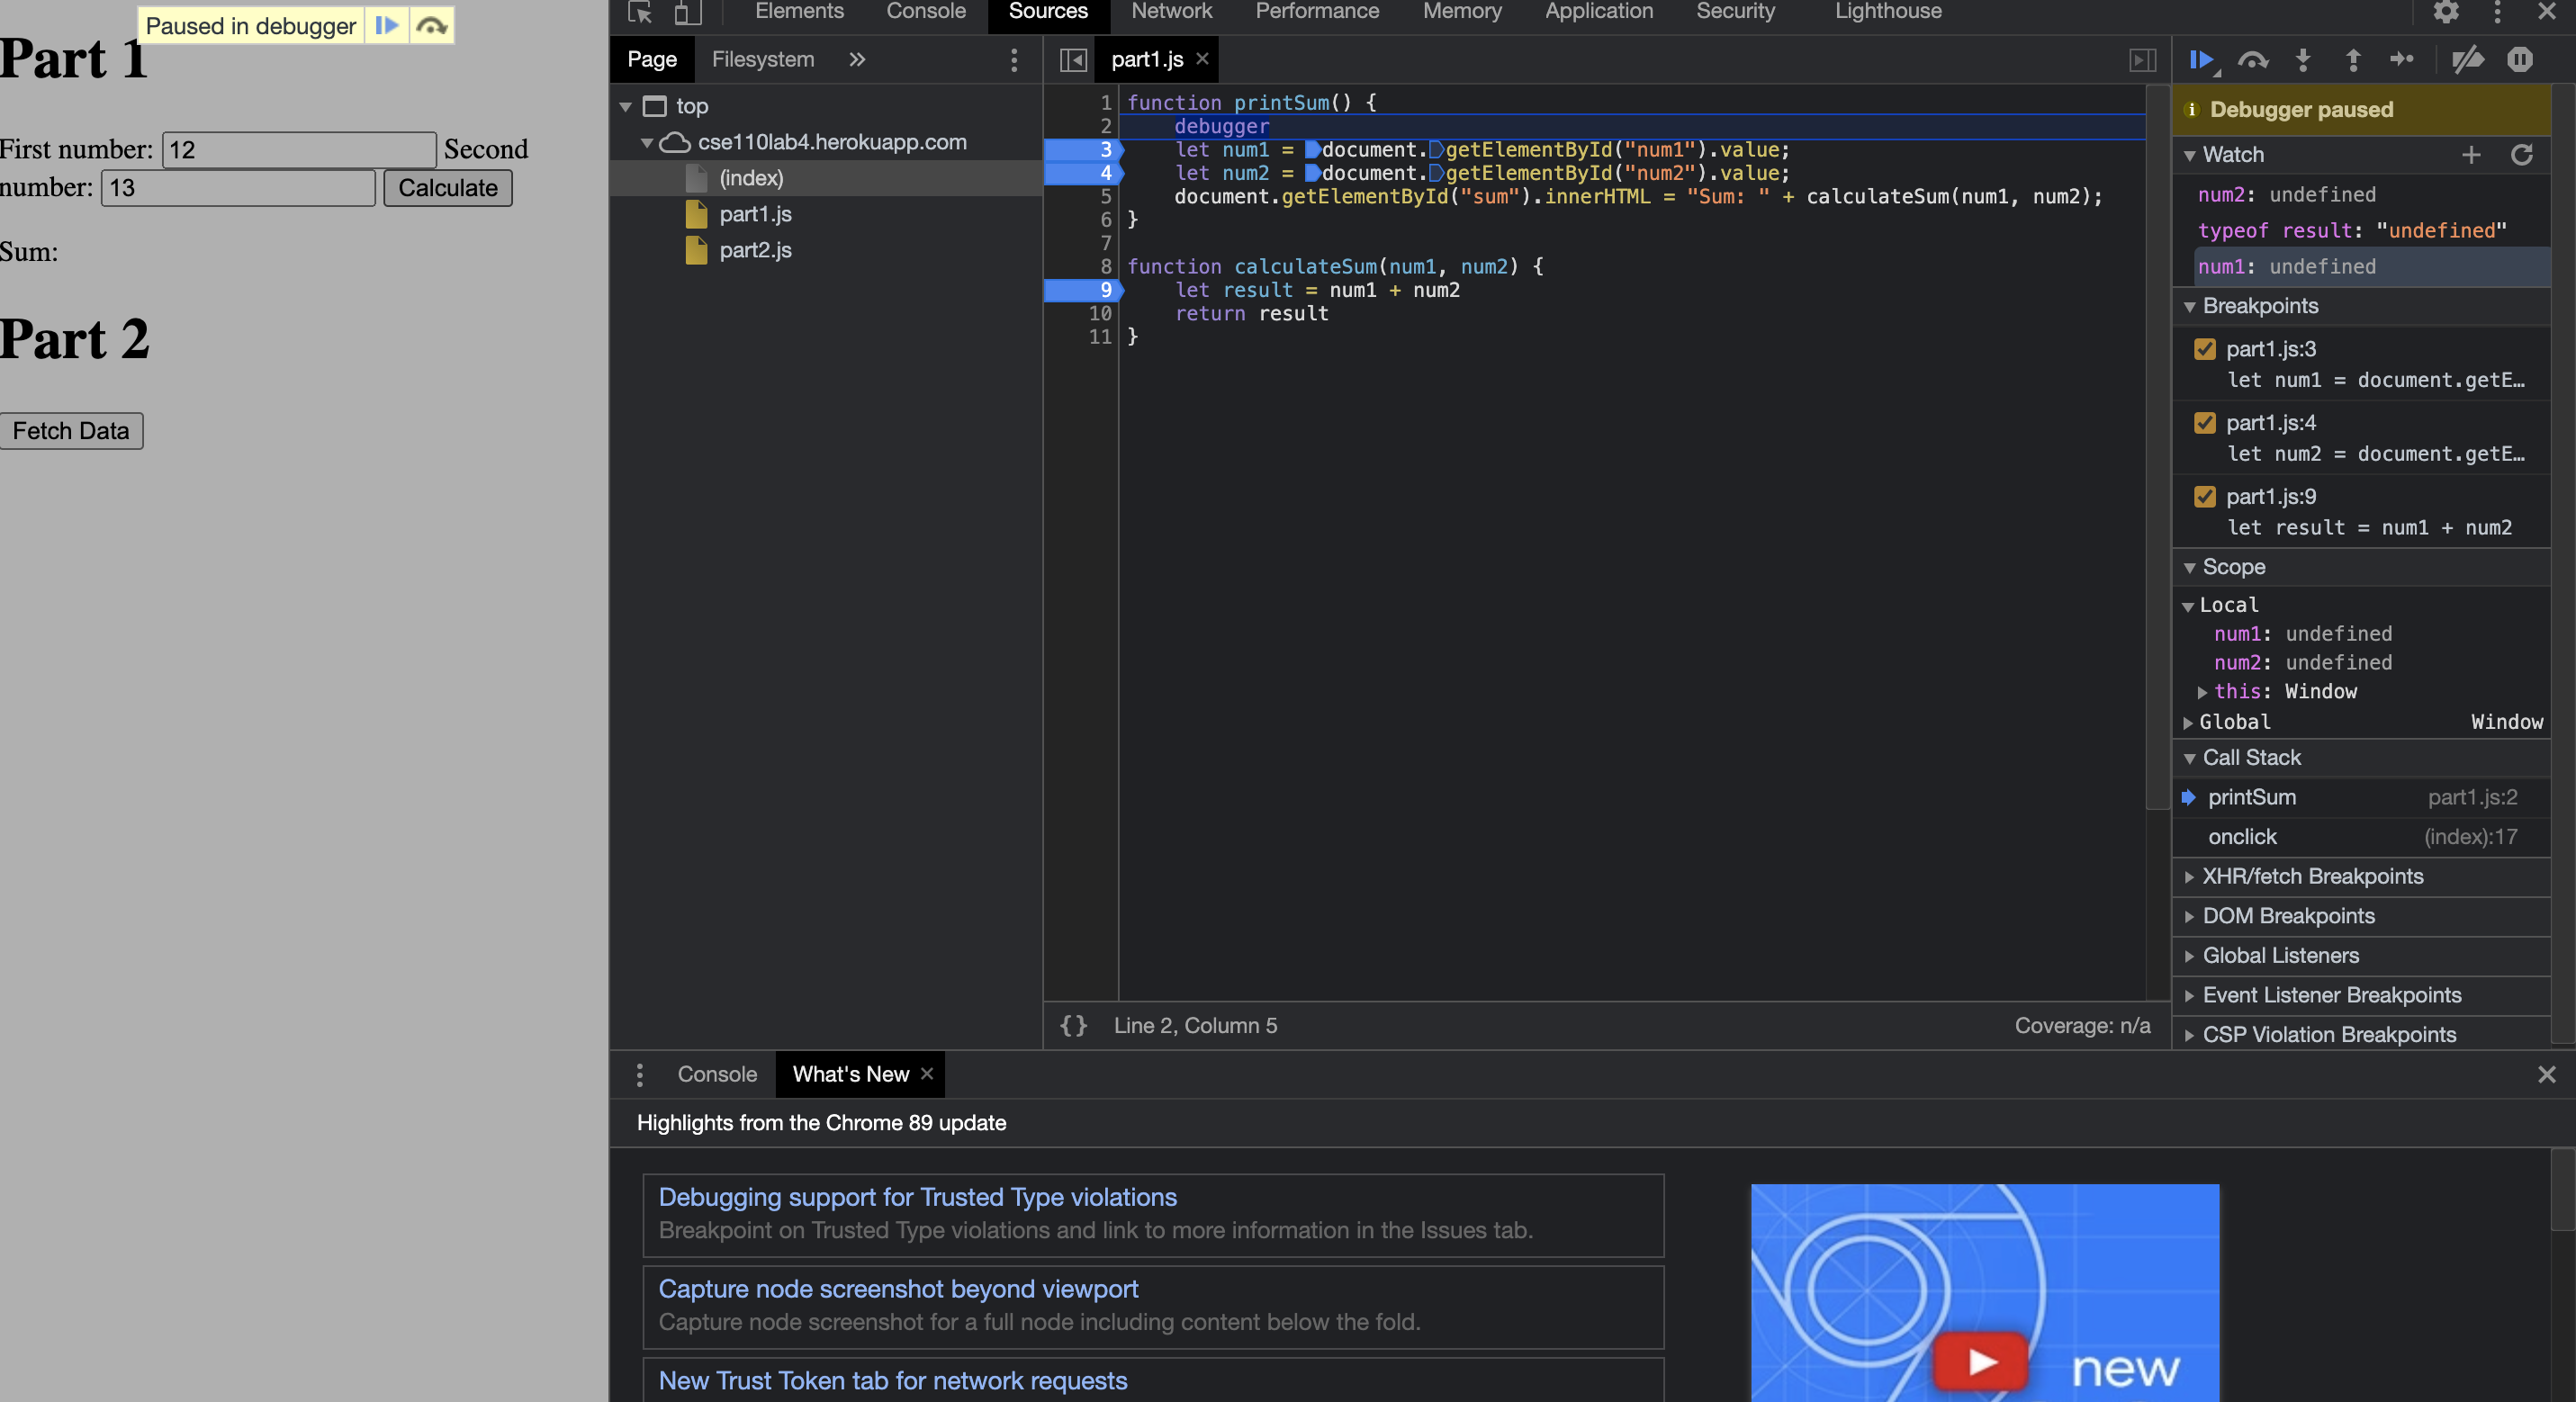 Paused in debugger
Part 1
First number: 12 Second
number: 13 Calculate
Sum:
Part 2
Fetch Data
Elements Console Sources Network Performance Memory Application Security Lighthouse
Page Filesystem »
top
cse110lab4.herokuapp.com
(index)
part1.js
part2.js
part1.js ×
1 function printSum() {
2 debugger
3 let num1 = document.getElementById("num1").value;
4 let num2 = document.getElementById("num2").value;
5 document.getElementById("sum").innerHTML = "Sum: " + calculateSum(num1, num2);
6 }
7
8 function calculateSum(num1, num2) {
9 let result = num1 + num2
10 return result
11 }
{} Line 2, Column 5 Coverage: n/a
Debugger paused
Watch
num2: undefined
typeof result: "undefined"
num1: undefined
Breakpoints
part1.js:3
let num1 = document.getE…
part1.js:4
let num2 = document.getE…
part1.js:9
let result = num1 + num2
Scope
Local
num1: undefined
num2: undefined
this: Window
Global Window
Call Stack
printSum part1.js:2
onclick (index):17
XHR/fetch Breakpoints
DOM Breakpoints
Global Listeners
Event Listener Breakpoints
CSP Violation Breakpoints
Console What's New ×
Highlights from the Chrome 89 update
Debugging support for Trusted Type violations
Breakpoint on Trusted Type violations and link to more information in the Issues tab.
Capture node screenshot beyond viewport
Capture node screenshot for a full node including content below the fold.
New Trust Token tab for network requests
new